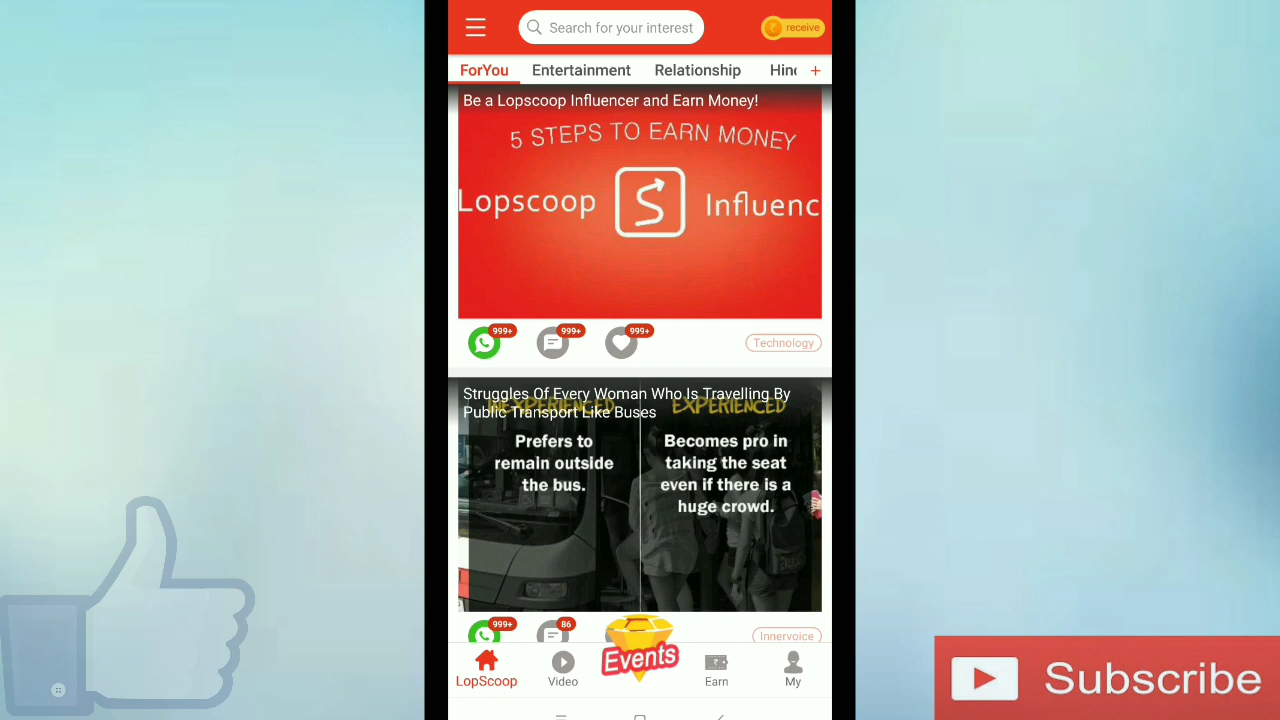 Search for your interest
receive
ForYou Entertainment Relationship Hin +
Be a Lopscoop Influencer and Earn Money!
5 STEPS TO EARN MONEY
Lopscoop Influenc
999+ 999+ 999+
Technology
Struggles Of Every Woman Who Is Travelling By
Public Transport Like Buses
INEXPERIENCED EXPERIENCED
Prefers to
remain outside
the bus.
Becomes pro in
taking the seat
even if there is a
huge crowd.
999+ 86
Innervoice
Events
LopScoop Video Earn My
Subscribe